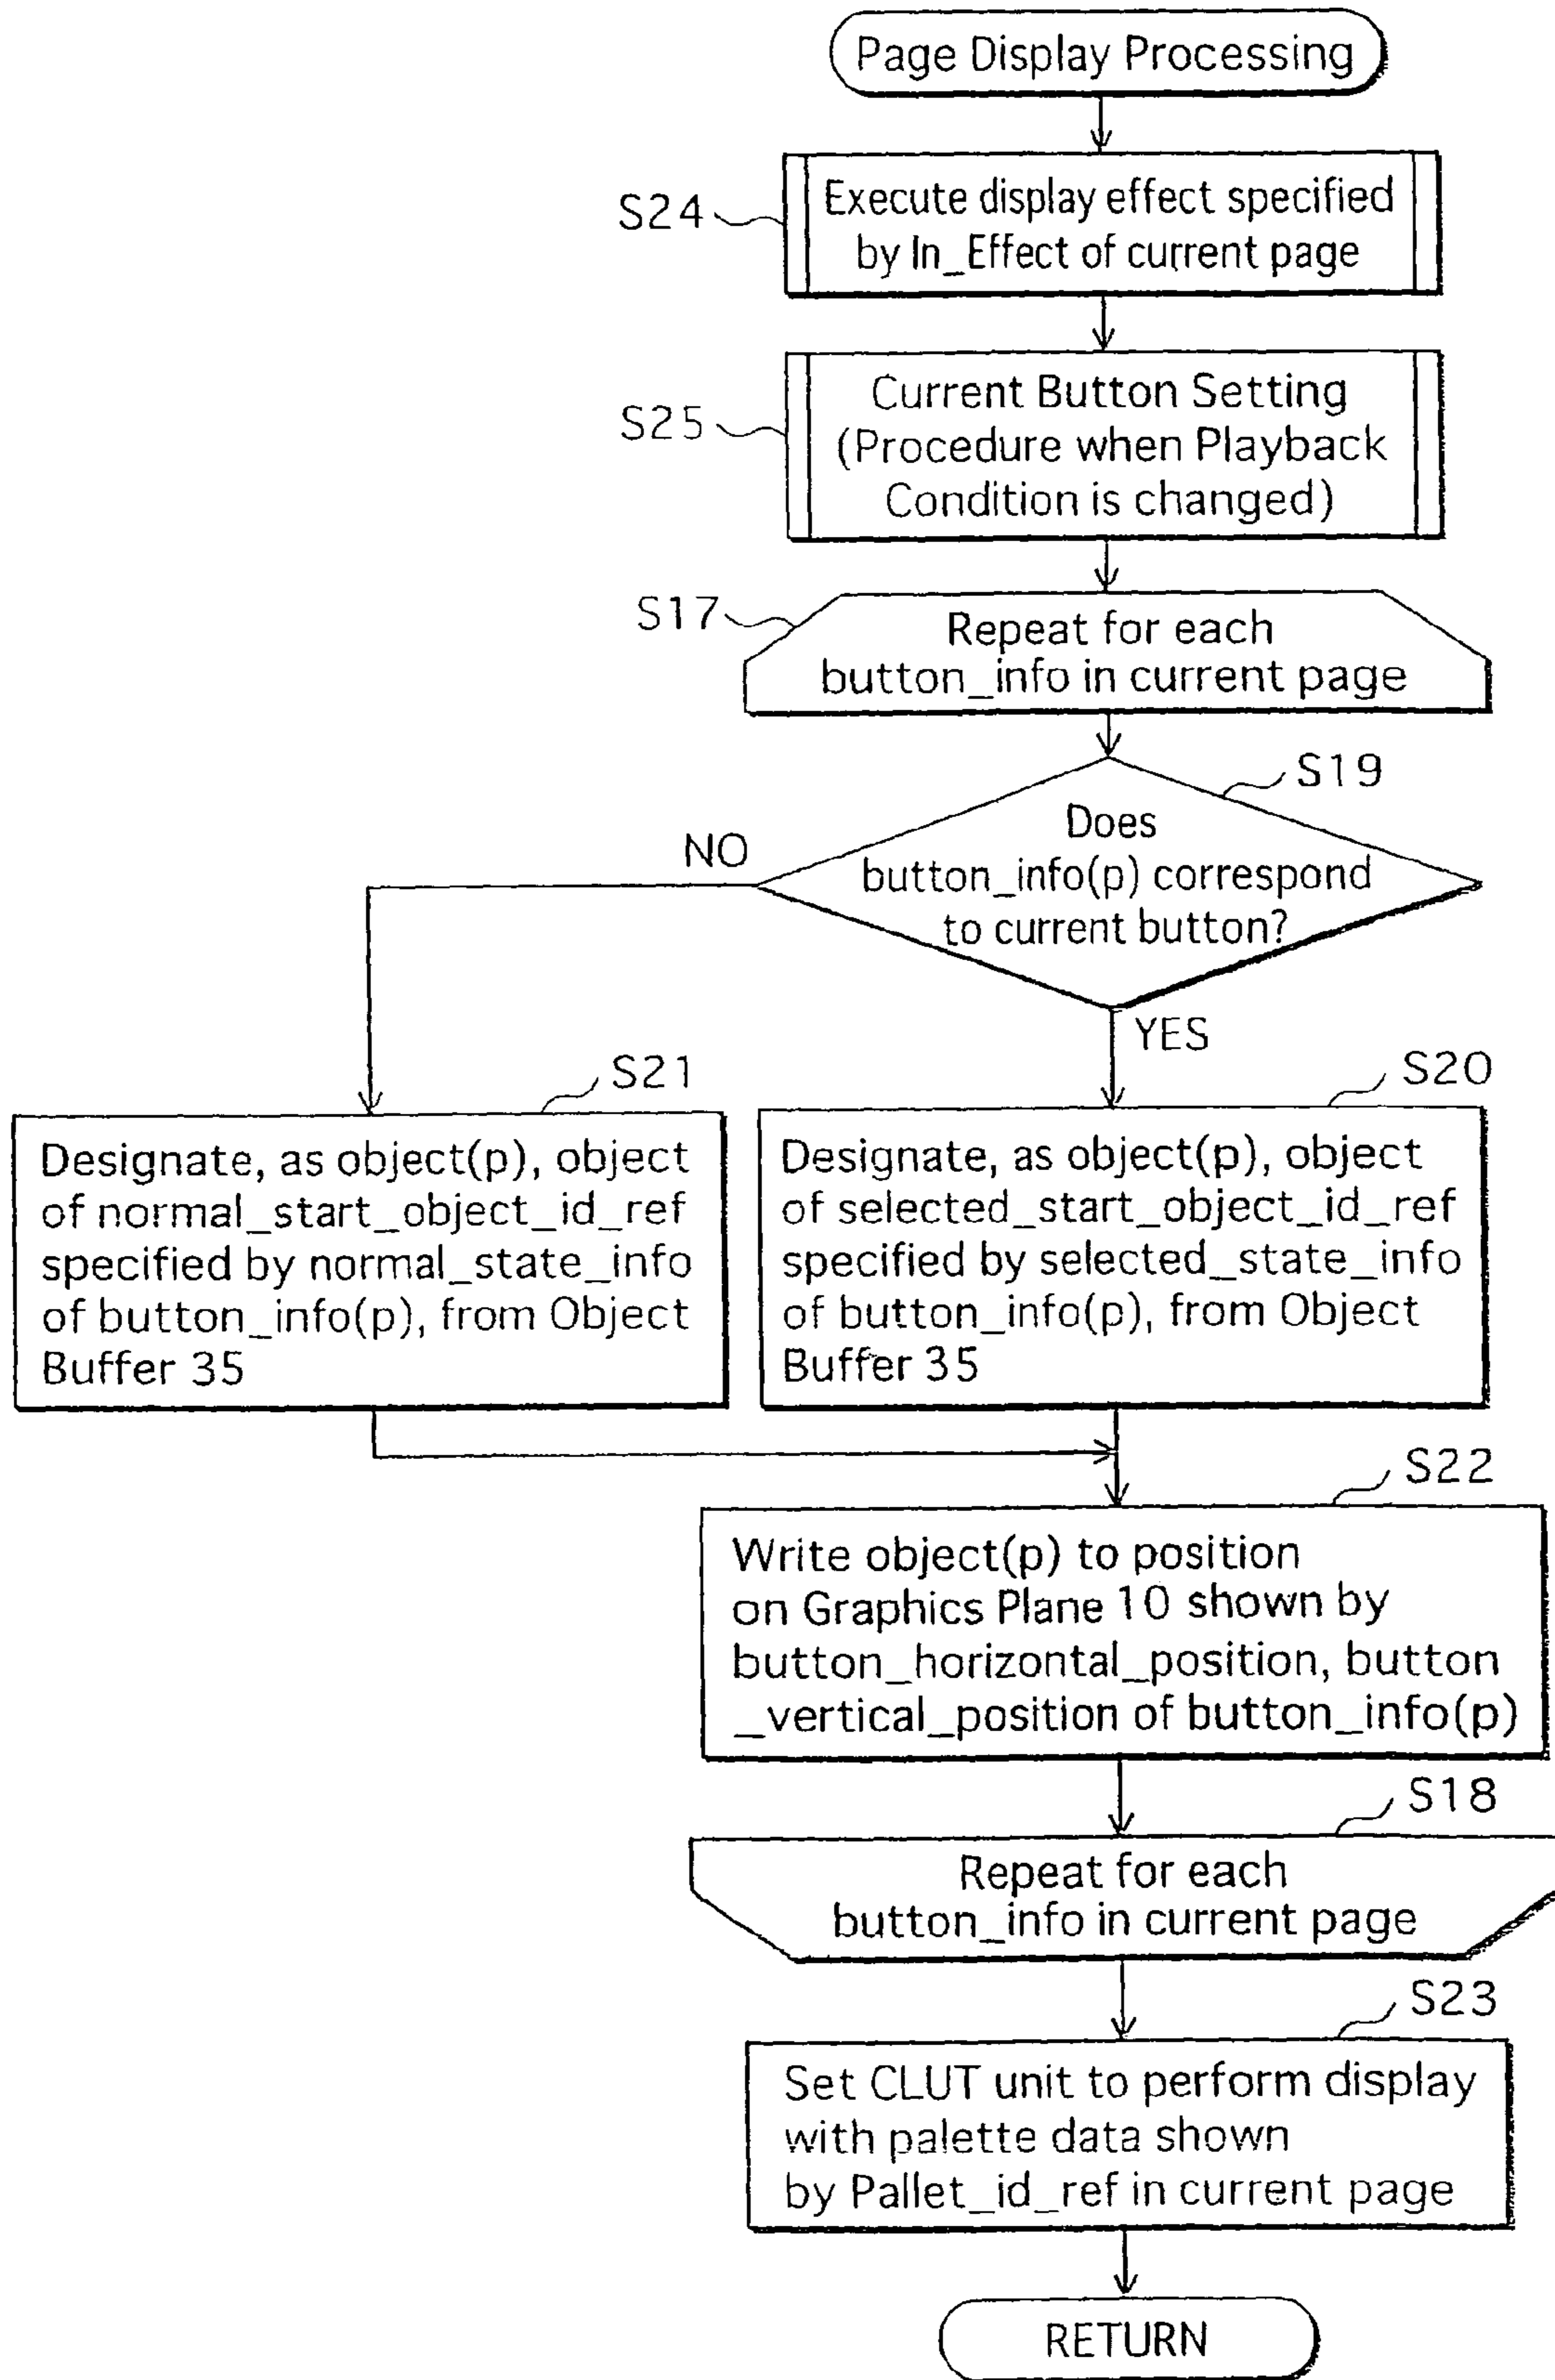 Page Display Processing
S24
Execute display effect specified
by In_Effect of current page
S25
Current Button Setting
(Procedure when Playback
Condition is changed)
S17
Repeat for each
button_info in current page
S19
Does
button_info(p) correspond
to current button?
NO
YES
S21
Designate, as object(p), object
of normal_start_object_id_ref
specified by normal_state_info
of button_info(p), from Object
Buffer 35
S20
Designate, as object(p), object
of selected_start_object_id_ref
specified by selected_state_info
of button_info(p), from Object
Buffer 35
S22
Write object(p) to position
on Graphics Plane 10 shown by
button_horizontal_position, button
_vertical_position of button_info(p)
S18
Repeat for each
button_info in current page
S23
Set CLUT unit to perform display
with palette data shown
by Pallet_id_ref in current page
RETURN